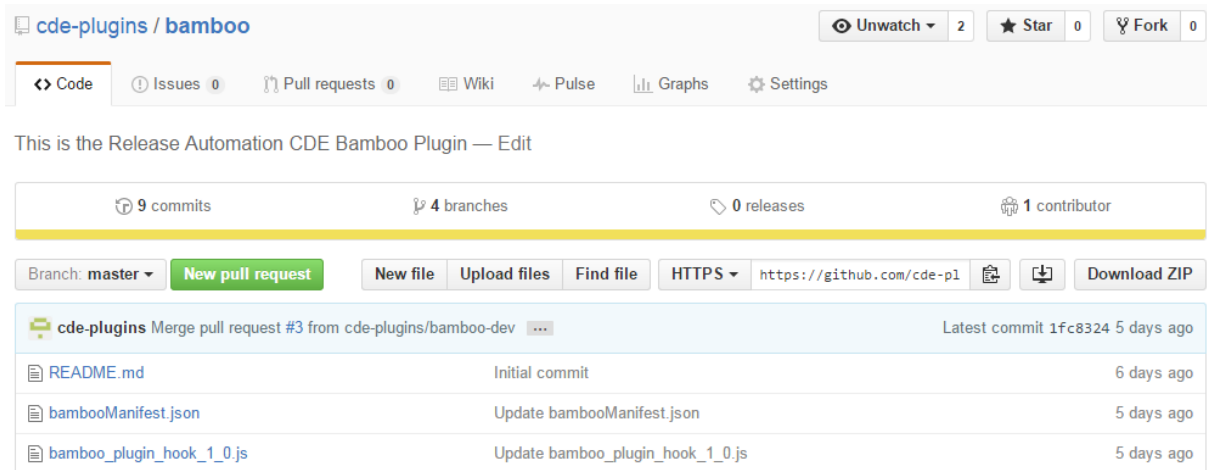 cde-plugins / bamboo Unwatch 2 Star 0 Fork 0
Code Issues 0 Pull requests 0 Wiki Pulse Graphs Settings
This is the Release Automation CDE Bamboo Plugin — Edit
9 commits 4 branches 0 releases 1 contributor
Branch: master New pull request New file Upload files Find file HTTPS https://github.com/cde-pl Download ZIP
cde-plugins Merge pull request #3 from cde-plugins/bamboo-dev ... Latest commit 1fc8324 5 days ago
README.md Initial commit 6 days ago
bambooManifest.json Update bambooManifest.json 5 days ago
bamboo_plugin_hook_1_0.js Update bamboo_plugin_hook_1_0.js 5 days ago